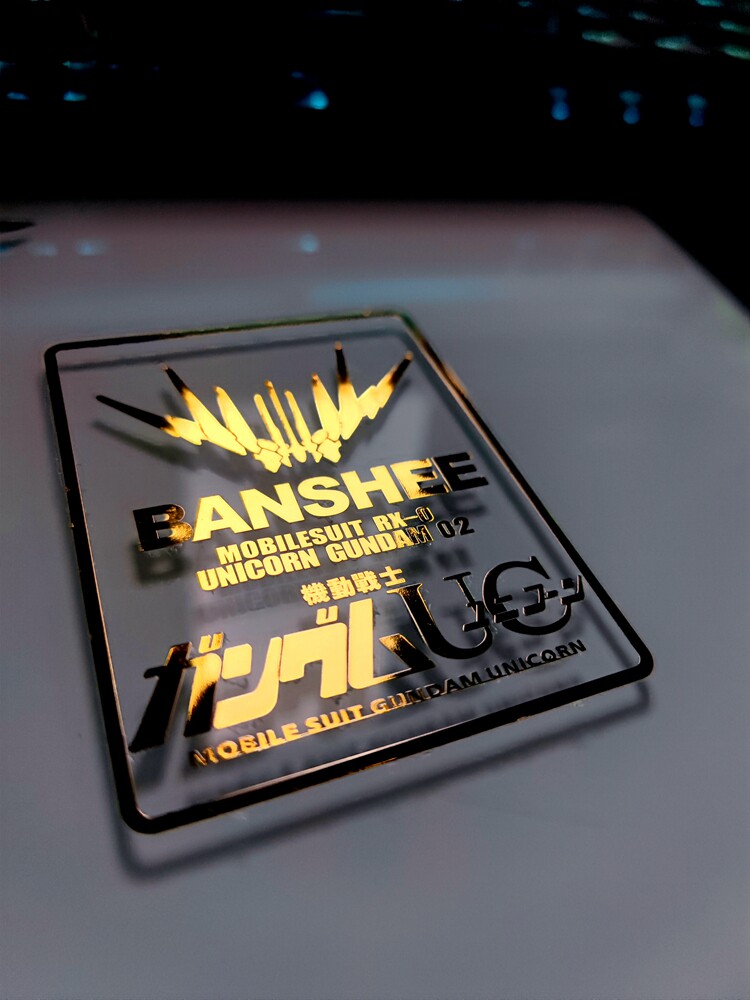 BANSHEE
MOBILESUIT RX-0
UNICORN GUNDAM 02
機動戦士
ガンダムUC
ユニコーン
MOBILE SUIT GUNDAM UNICORN